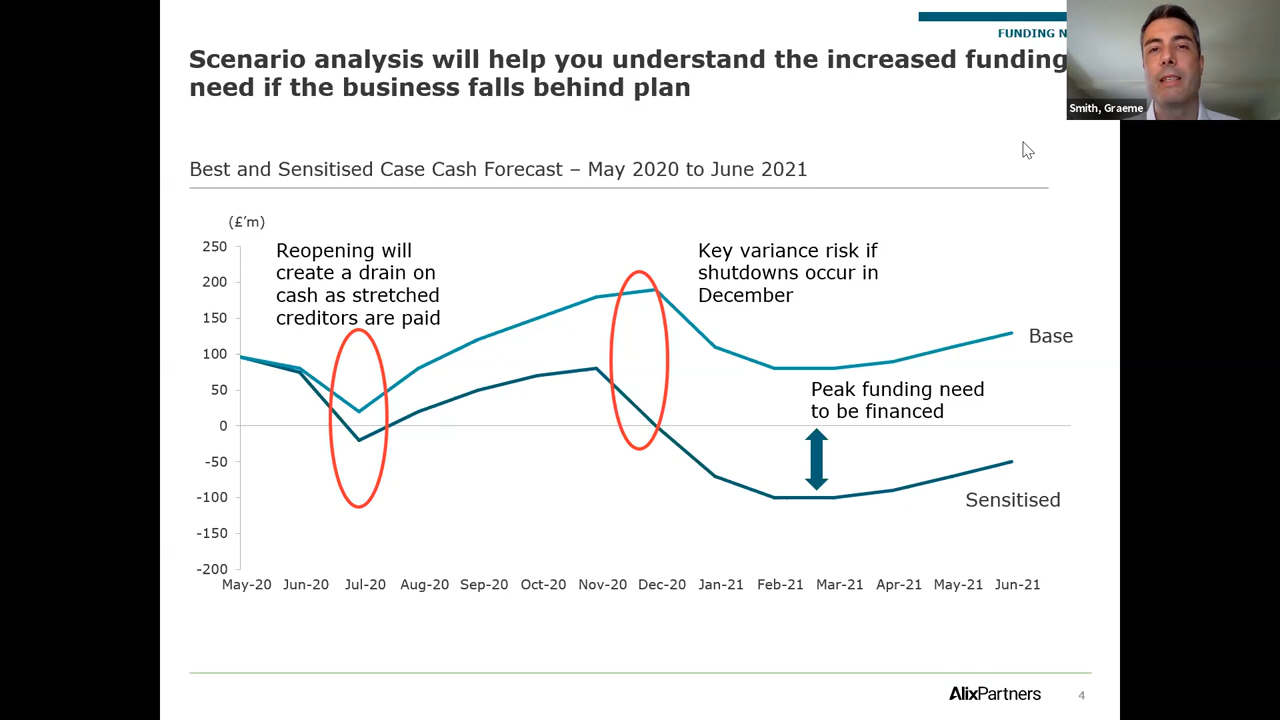 FUNDING N
Scenario analysis will help you understand the increased funding
need if the business falls behind plan
Smith, Graeme
Best and Sensitised Case Cash Forecast – May 2020 to June 2021
(£’m)
250
200
150
100
50
0
-50
-100
-150
-200
Reopening will
create a drain on
cash as stretched
creditors are paid
Key variance risk if
shutdowns occur in
December
Base
Peak funding need
to be financed
Sensitised
May-20 Jun-20 Jul-20 Aug-20 Sep-20 Oct-20 Nov-20 Dec-20 Jan-21 Feb-21 Mar-21 Apr-21 May-21 Jun-21
AlixPartners 4